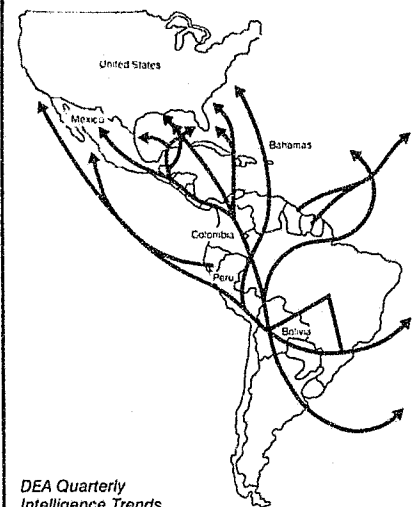 United States
Mexico
Bahamas
Colombia
Peru
Bolivia
DEA Quarterly
Intelligence Trends